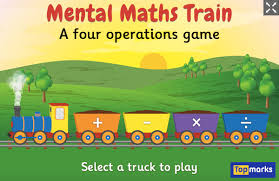 Mental Maths Train
A four operations game
+ - × ÷
Select a truck to play
Topmarks